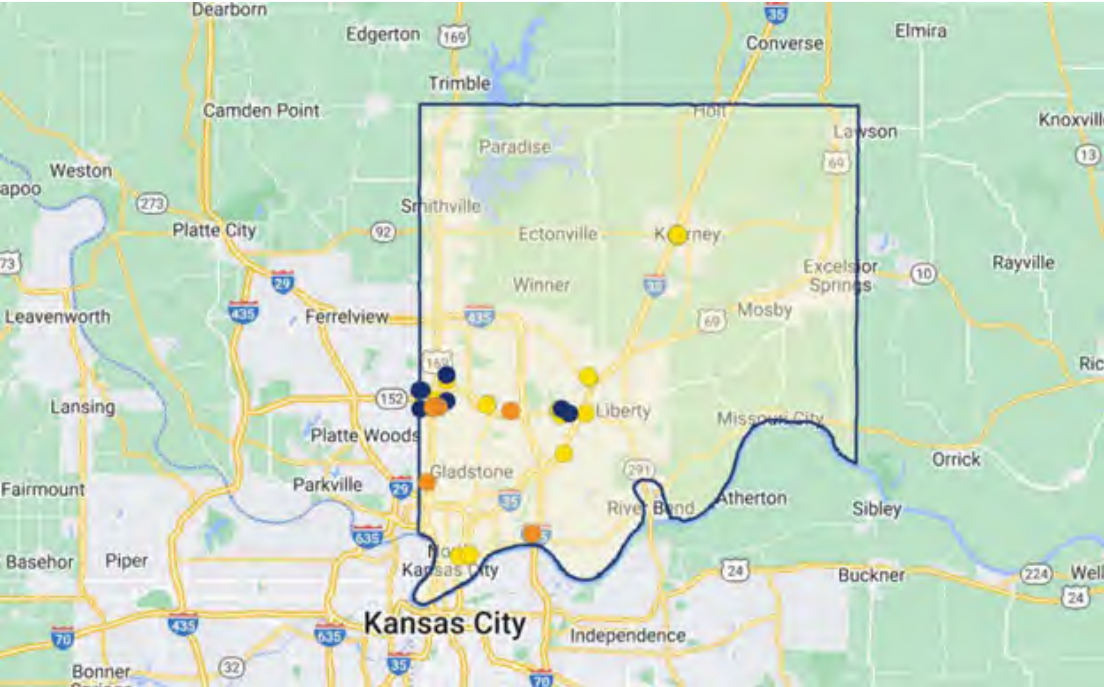 Dearborn
Edgerton
169
35
Converse
Elmira
Trimble
Camden Point
Holt
Knoxville
Lawson
Paradise
69
13
Weston
apoo
273
Smithville
Platte City
92
Ectonville
Kearney
73
29
Winner
35
Excelsior
Springs
10
Rayville
435
Leavenworth
Ferrelview
435
69
Mosby
169
Ric
152
Lansing
Liberty
Missouri City
Platte Woods
Gladstone
291
Orrick
Fairmount
Parkville
29
35
River Bend
Atherton
Sibley
635
Basehor
Piper
North
Kansas City
24
Buckner
224
Well
24
Kansas City
435
70
635
Independence
32
35
70
Bonner
Springs